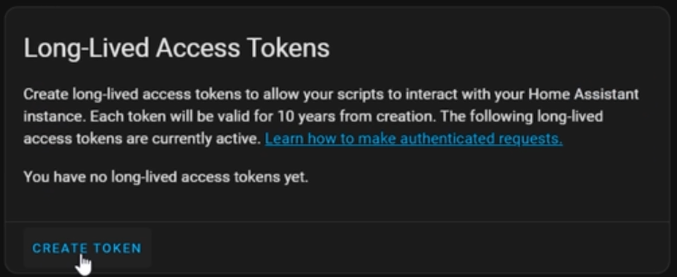 Long-Lived Access Tokens
Create long-lived access tokens to allow your scripts to interact with your Home Assistant
instance. Each token will be valid for 10 years from creation. The following long-lived
access tokens are currently active. Learn how to make authenticated requests.
You have no long-lived access tokens yet.
CREATE TOKEN